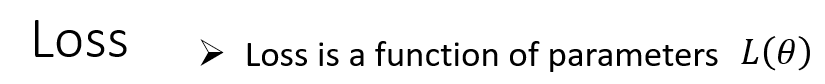 Loss
➢ Loss is a function of parameters L(θ)